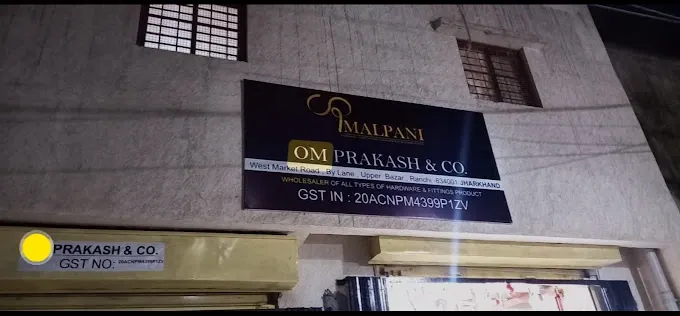 MALPANI
OM PRAKASH & CO.
West Market Road, By Lane, Upper Bazar, Ranchi 834001 JHARKHAND
WHOLESALER OF ALL TYPES OF HARDWARE & FITTINGS PRODUCT
GST IN : 20ACNPM4399P1ZV
PRAKASH & CO.
GST NO:- 20ACNPM4399P1ZV